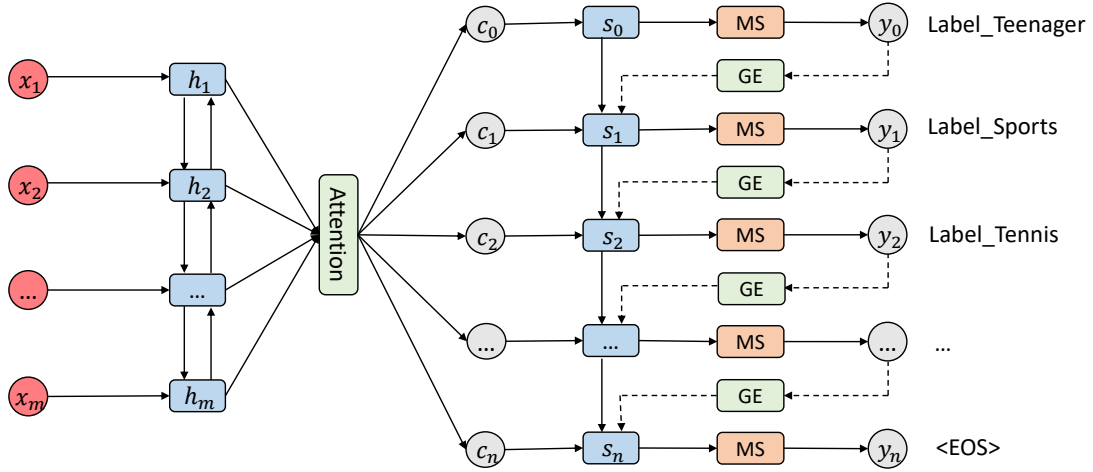 c₀ s₀ MS y₀ Label_Teenager
x₁ h₁ GE
c₁ s₁ MS y₁ Label_Sports
x₂ h₂ GE
Attention c₂ s₂ MS y₂ Label_Tennis
... ... GE
... ... MS ... ...
xₘ hₘ GE
cₙ sₙ MS yₙ <EOS>